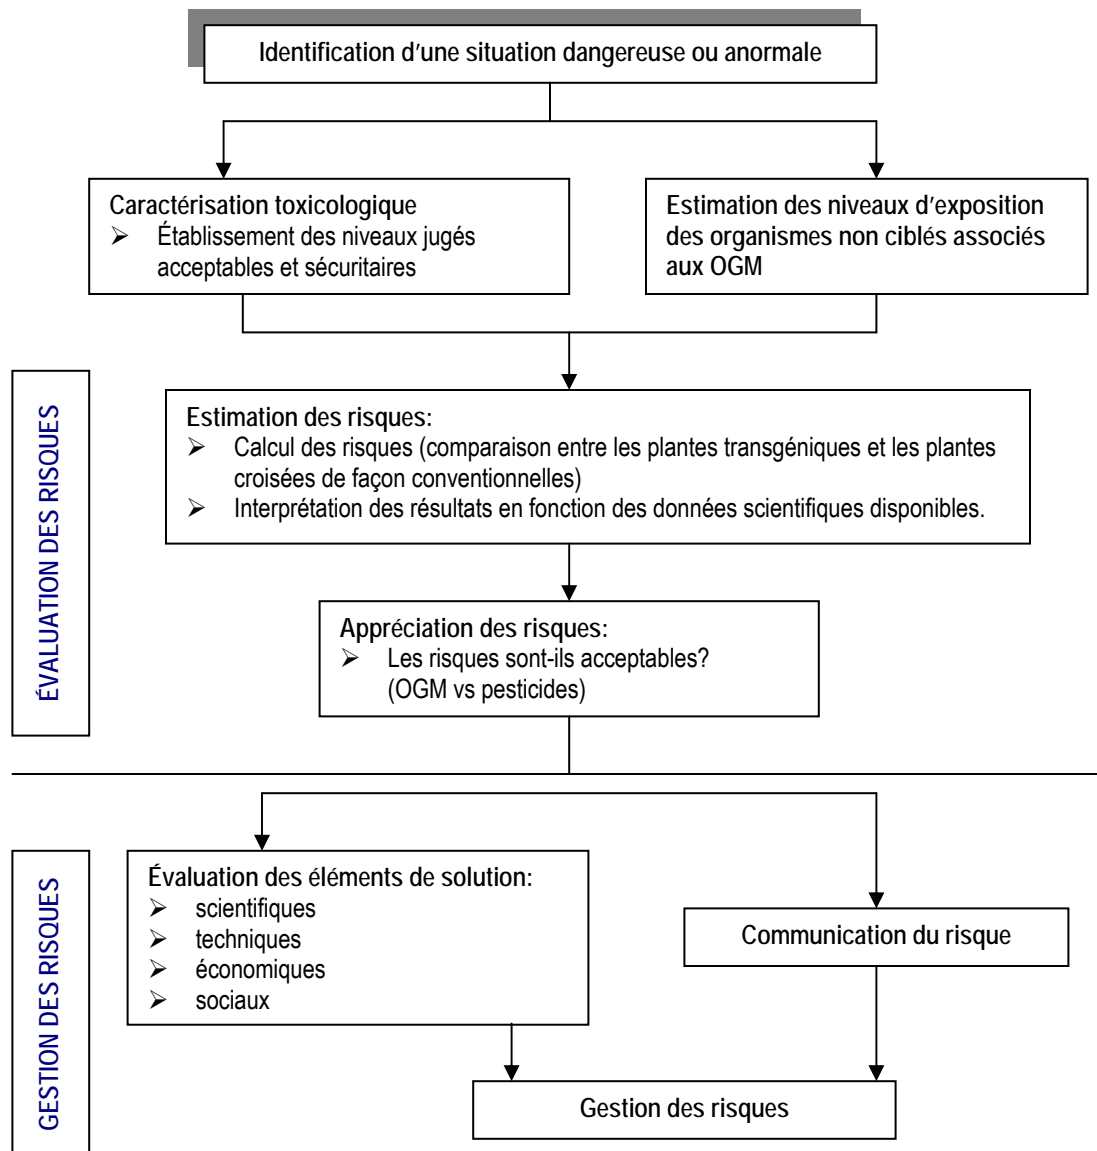 Identification d'une situation dangereuse ou anormale
Caractérisation toxicologique
➢ Établissement des niveaux jugés
acceptables et sécuritaires
Estimation des niveaux d'exposition
des organismes non ciblés associés
aux OGM
ÉVALUATION DES RISQUES
Estimation des risques:
➢ Calcul des risques (comparaison entre les plantes transgéniques et les plantes
croisées de façon conventionnelles)
➢ Interprétation des résultats en fonction des données scientifiques disponibles.
Appréciation des risques:
➢ Les risques sont-ils acceptables?
(OGM vs pesticides)
GESTION DES RISQUES
Évaluation des éléments de solution:
➢ scientifiques
➢ techniques
➢ économiques
➢ sociaux
Communication du risque
Gestion des risques